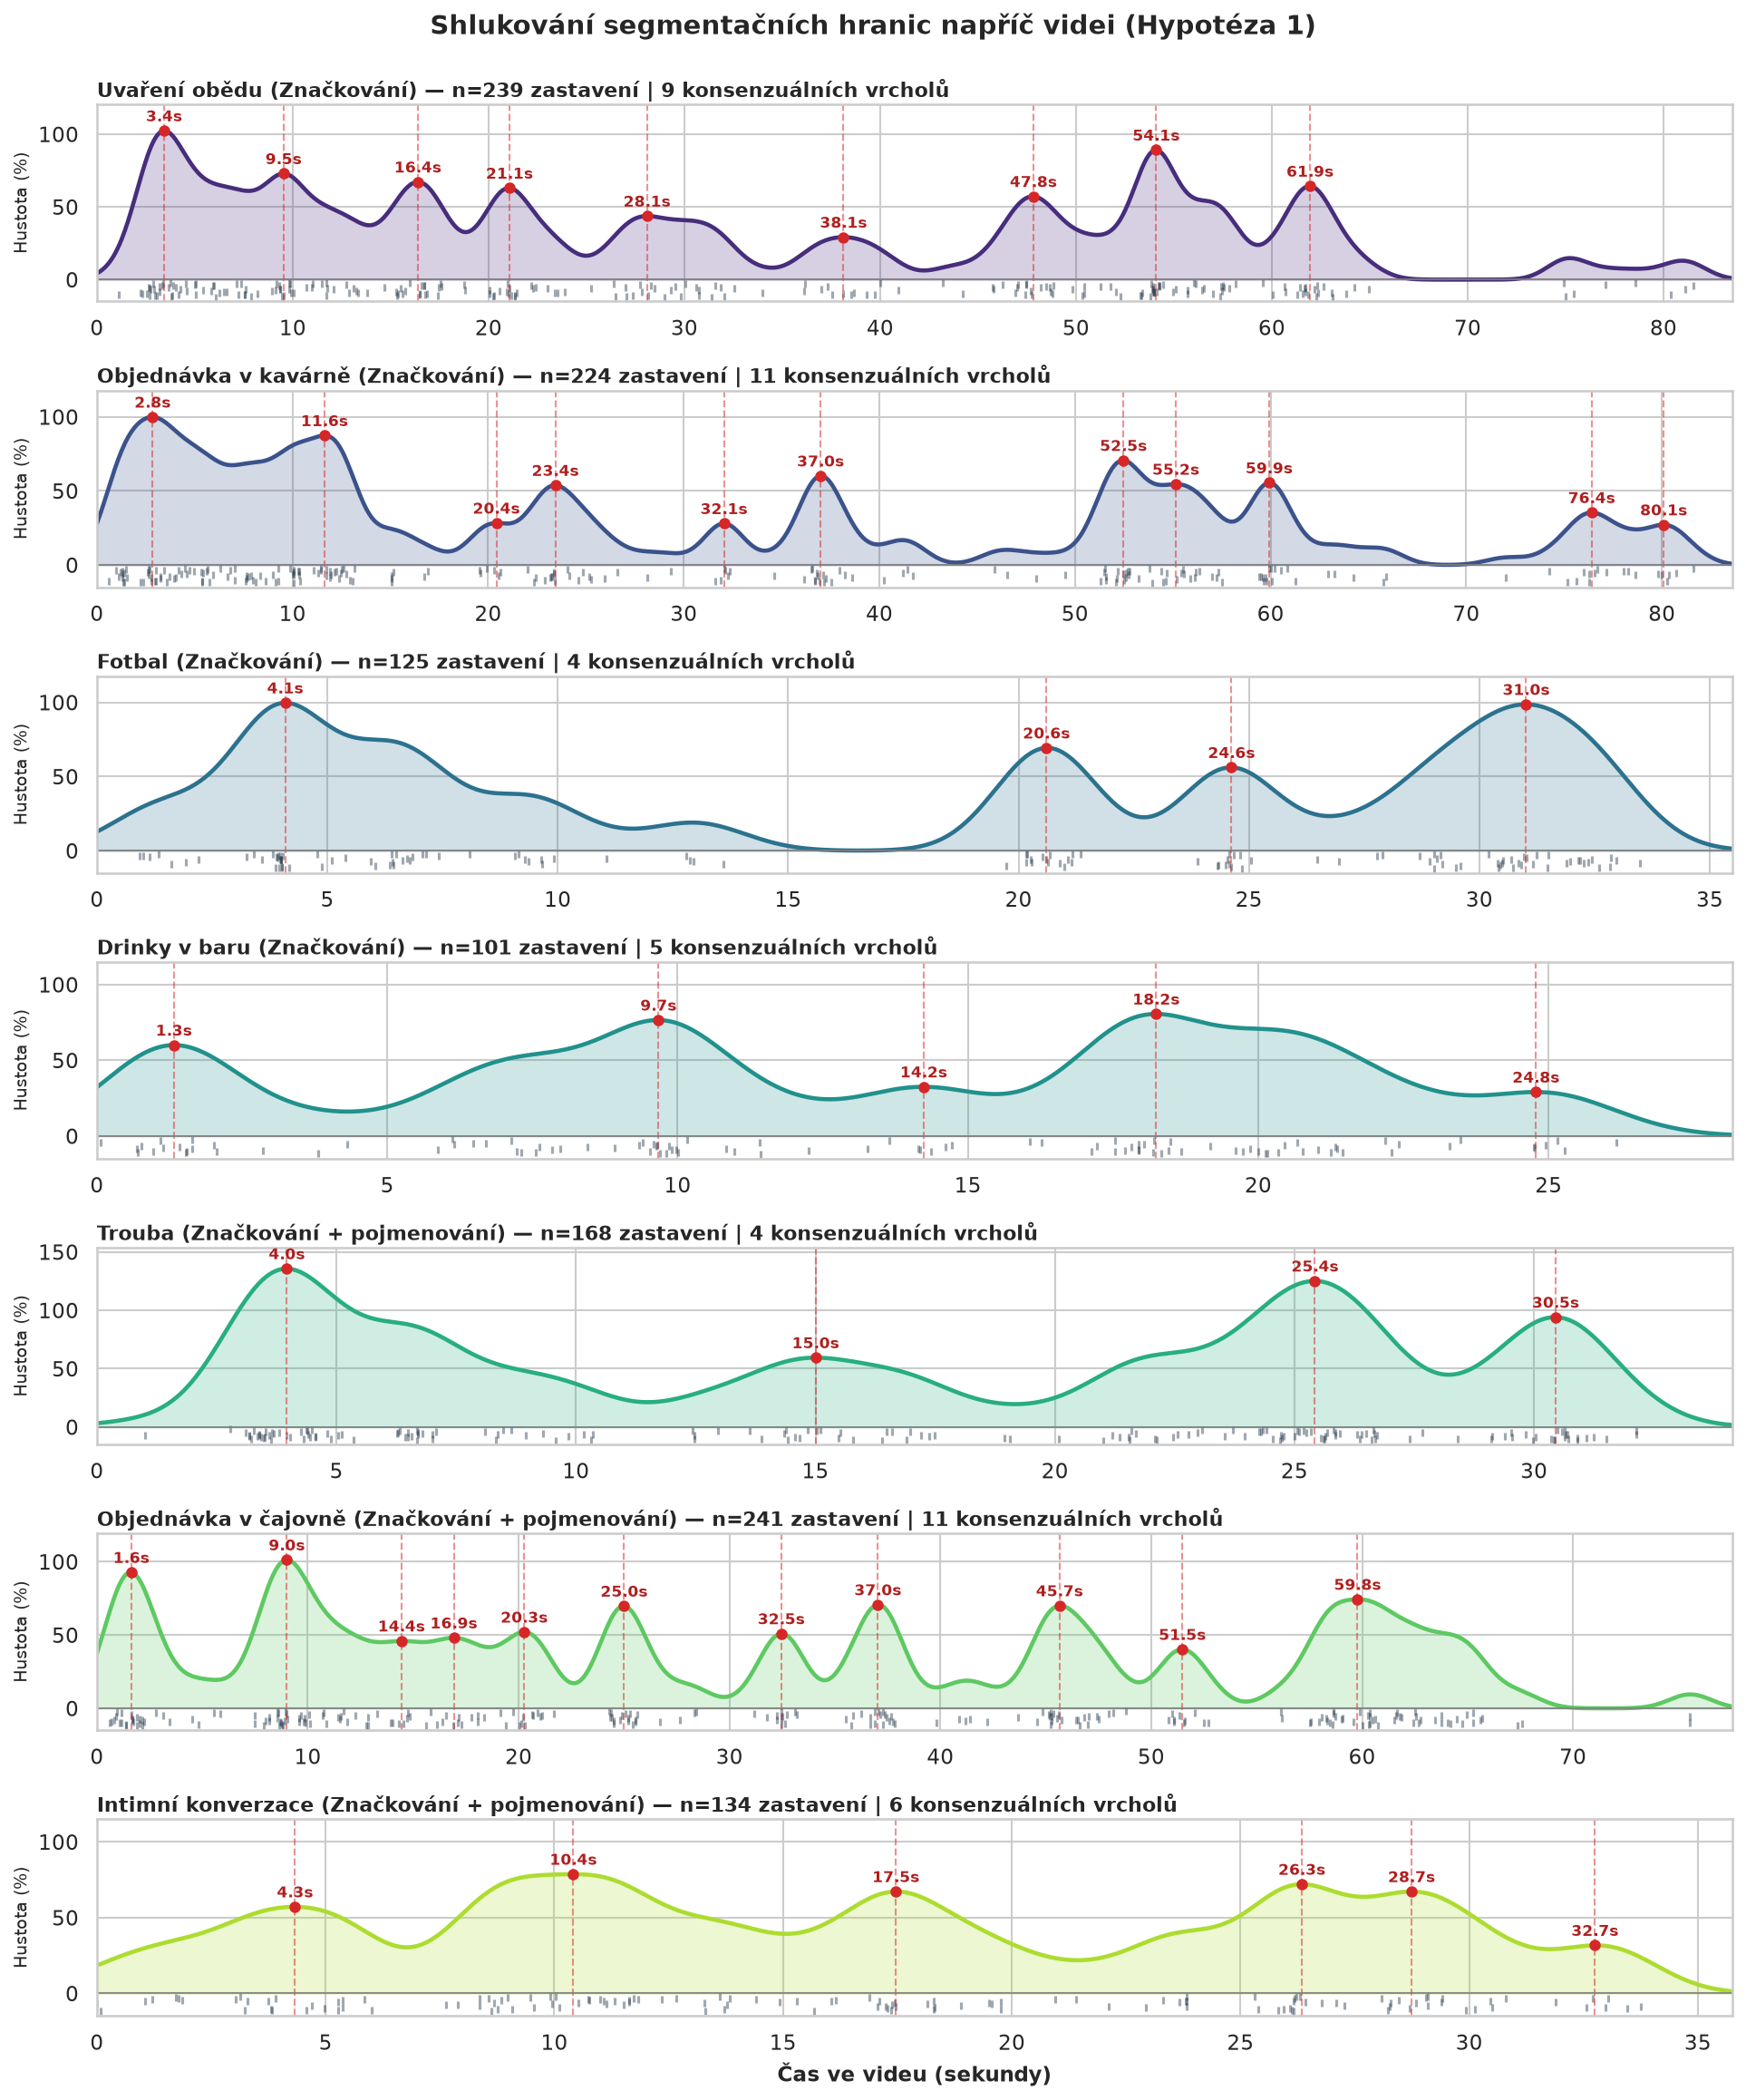 Shlukování segmentačních hranic napříč videi (Hypotéza 1)
Uvaření obědu (Značkování) — n=239 zastavení | 9 konsenzuálních vrcholů
Hustota (%)
100
50
0
3.4s 9.5s 16.4s 21.1s 28.1s 38.1s 47.8s 54.1s 61.9s
0 10 20 30 40 50 60 70 80
Objednávka v kavárně (Značkování) — n=224 zastavení | 11 konsenzuálních vrcholů
Hustota (%)
100
50
0
2.8s 11.6s 20.4s 23.4s 32.1s 37.0s 52.5s 55.2s 59.9s 76.4s 80.1s
0 10 20 30 40 50 60 70 80
Fotbal (Značkování) — n=125 zastavení | 4 konsenzuálních vrcholů
Hustota (%)
100
50
0
4.1s 20.6s 24.6s 31.0s
0 5 10 15 20 25 30 35
Drinky v baru (Značkování) — n=101 zastavení | 5 konsenzuálních vrcholů
Hustota (%)
100
50
0
1.3s 9.7s 14.2s 18.2s 24.8s
0 5 10 15 20 25
Trouba (Značkování + pojmenování) — n=168 zastavení | 4 konsenzuálních vrcholů
Hustota (%)
150
100
50
0
4.0s 15.0s 25.4s 30.5s
0 5 10 15 20 25 30
Objednávka v čajovně (Značkování + pojmenování) — n=241 zastavení | 11 konsenzuálních vrcholů
Hustota (%)
100
50
0
1.6s 9.0s 14.4s 16.9s 20.3s 25.0s 32.5s 37.0s 45.7s 51.5s 59.8s
0 10 20 30 40 50 60 70
Intimní konverzace (Značkování + pojmenování) — n=134 zastavení | 6 konsenzuálních vrcholů
Hustota (%)
100
50
0
4.3s 10.4s 17.5s 26.3s 28.7s 32.7s
0 5 10 15 20 25 30 35
Čas ve videu (sekundy)